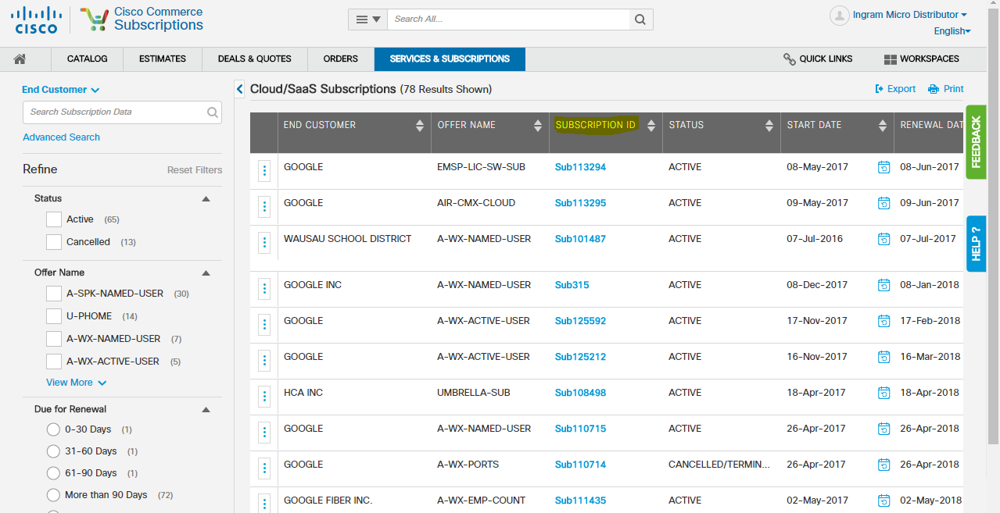 CISCO
Cisco Commerce
Subscriptions
Search All...
Ingram Micro Distributor
English
CATALOG
ESTIMATES
DEALS & QUOTES
ORDERS
SERVICES & SUBSCRIPTIONS
QUICK LINKS
WORKSPACES
End Customer
Search Subscription Data
Advanced Search
Refine
Reset Filters
Status
Active (65)
Cancelled (13)
Offer Name
A-SPK-NAMED-USER (30)
U-PHOME (14)
A-WX-NAMED-USER (7)
A-WX-ACTIVE-USER (5)
View More
Due for Renewal
0-30 Days (1)
31-60 Days (1)
61-90 Days (1)
More than 90 Days (72)
Cloud/SaaS Subscriptions (78 Results Shown)
Export
Print
END CUSTOMER OFFER NAME SUBSCRIPTION ID STATUS START DATE RENEWAL DAT
GOOGLE EMSP-LIC-SW-SUB Sub113294 ACTIVE 08-May-2017 08-Jun-2017
GOOGLE AIR-CMX-CLOUD Sub113295 ACTIVE 09-May-2017 09-Jun-2017
WAUSAU SCHOOL DISTRICT A-WX-NAMED-USER Sub101487 ACTIVE 07-Jul-2016 07-Jul-2017
GOOGLE INC A-WX-NAMED-USER Sub315 ACTIVE 08-Dec-2017 08-Jan-2018
GOOGLE A-WX-ACTIVE-USER Sub125592 ACTIVE 17-Nov-2017 17-Feb-2018
GOOGLE A-WX-ACTIVE-USER Sub125212 ACTIVE 16-Nov-2017 16-Mar-2018
HCA INC UMBRELLA-SUB Sub108498 ACTIVE 18-Apr-2017 18-Apr-2018
GOOGLE A-WX-NAMED-USER Sub110715 ACTIVE 26-Apr-2017 26-Apr-2018
GOOGLE A-WX-PORTS Sub110714 CANCELLED/TERMIN... 26-Apr-2017 26-Apr-2018
GOOGLE FIBER INC. A-WX-EMP-COUNT Sub111435 ACTIVE 02-May-2017 02-May-2018
FEEDBACK
HELP ?